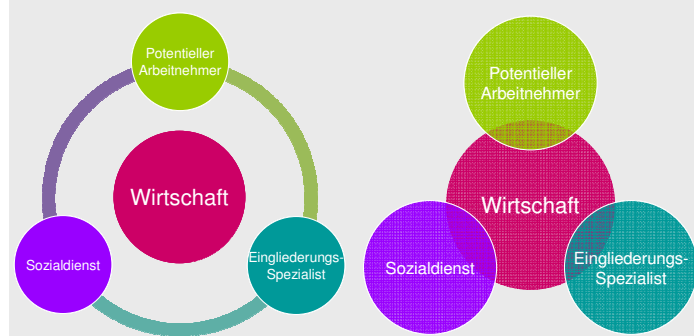 Potentieller
Arbeitnehmer
Wirtschaft
Sozialdienst
Eingliederungs-
Spezialist
Potentieller
Arbeitnehmer
Wirtschaft
Sozialdienst
Eingliederungs-
Spezialist